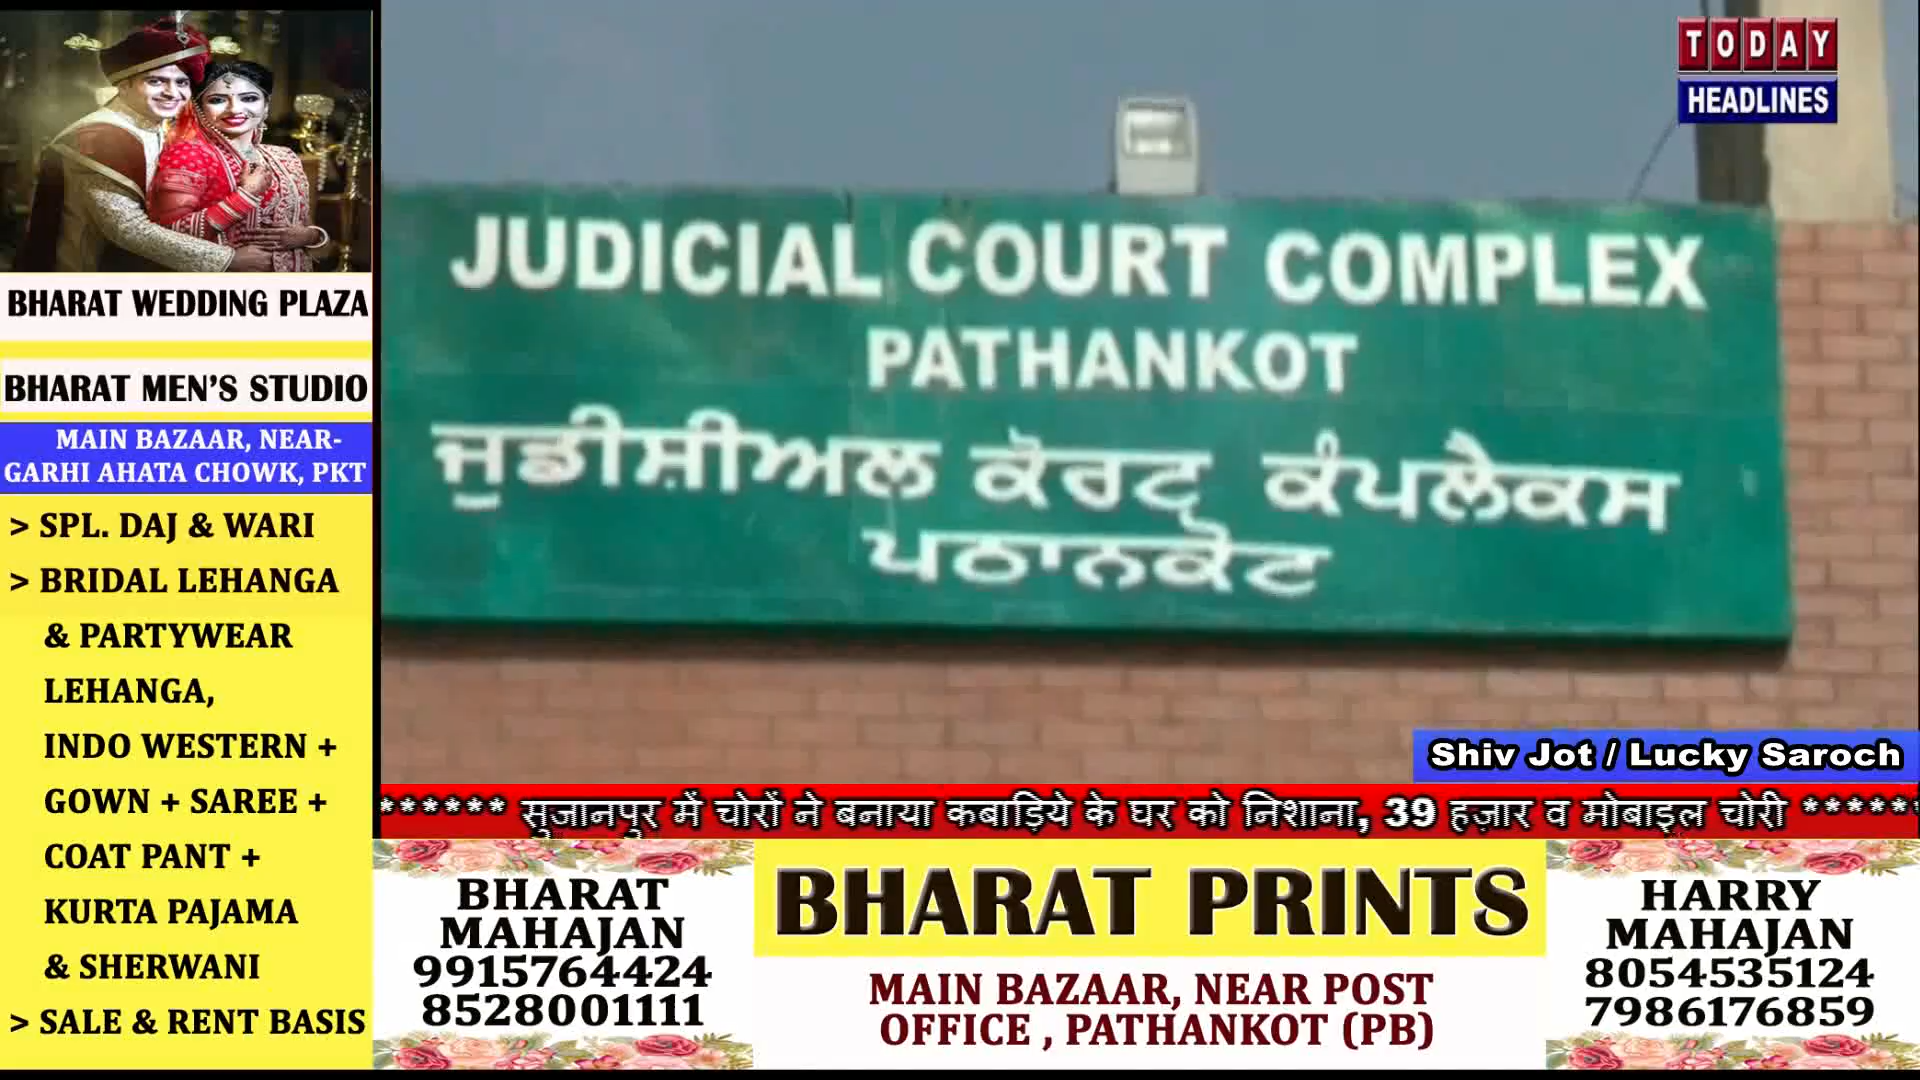 TODAY
HEADLINES
JUDICIAL COURT COMPLEX
PATHANKOT
ਜੁਡੀਸ਼ੀਅਲ ਕੋਰਟ ਕੰਪਲੈਕਸ
ਪਠਾਨਕੋਟ
Shiv Jot / Lucky Saroch
****** सुजानपुर में चोरों ने बनाया कबाड़िये के घर को निशाना, 39 हज़ार व मोबाइल चोरी ******
BHARAT WEDDING PLAZA
BHARAT MEN'S STUDIO
MAIN BAZAAR, NEAR-
GARHI AHATA CHOWK, PKT
> SPL. DAJ & WARI
> BRIDAL LEHANGA
& PARTYWEAR
LEHANGA,
INDO WESTERN +
GOWN + SAREE +
COAT PANT +
KURTA PAJAMA
& SHERWANI
> SALE & RENT BASIS
BHARAT
MAHAJAN
9915764424
8528001111
BHARAT PRINTS
MAIN BAZAAR, NEAR POST
OFFICE , PATHANKOT (PB)
HARRY
MAHAJAN
8054535124
7986176859